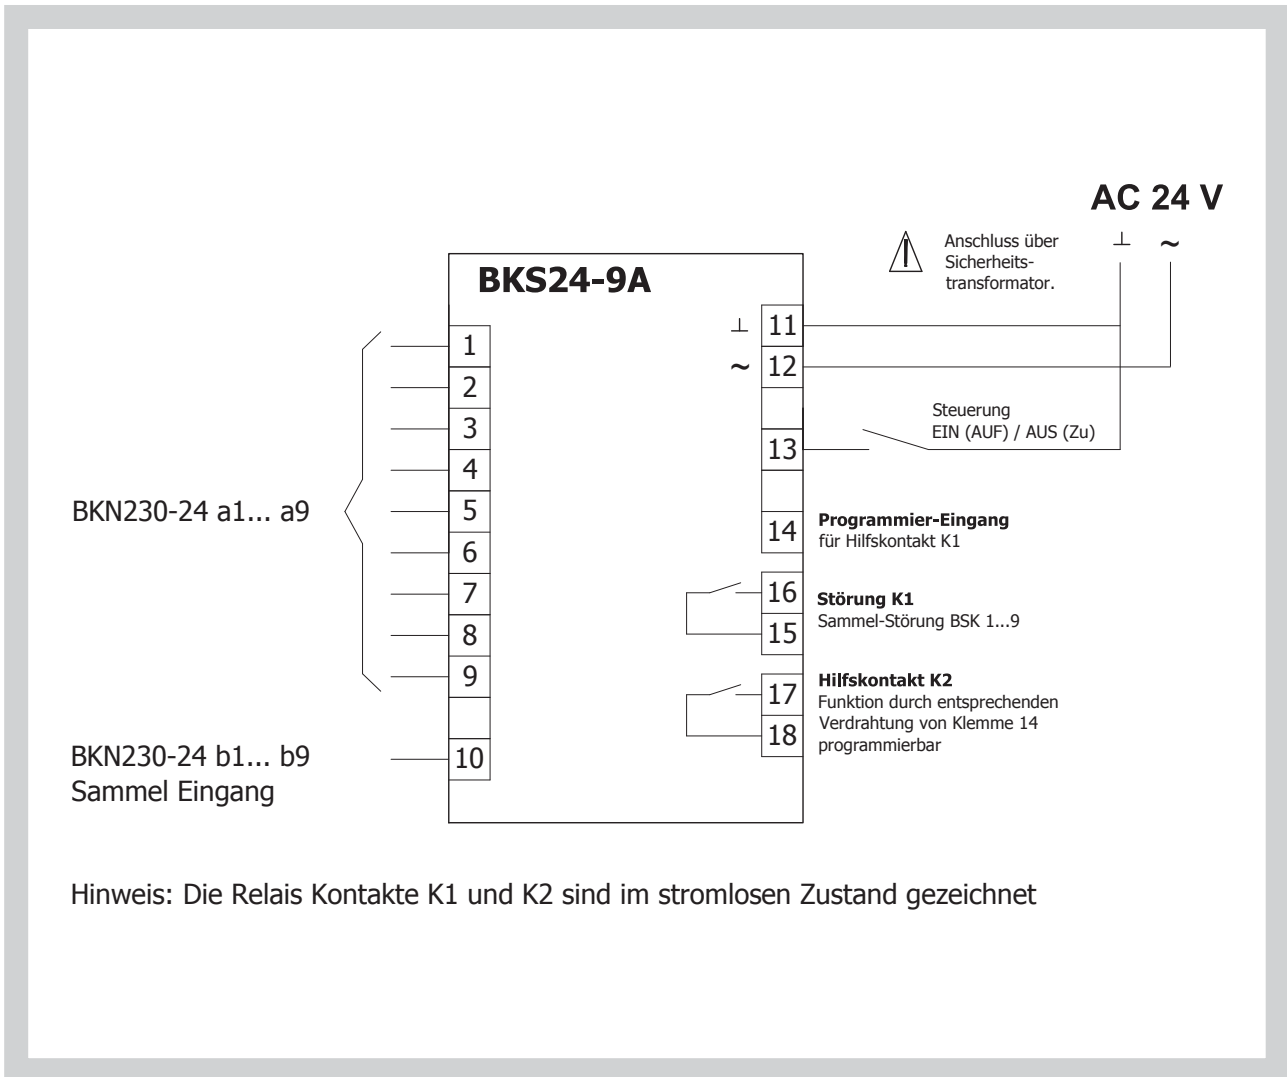 AC 24 V
⊥ ~
Anschluss über
Sicherheits-
transformator.
BKS24-9A
⊥ 11
~ 12
13
Steuerung
EIN (AUF) / AUS (Zu)
14
Programmier-Eingang
für Hilfskontakt K1
16
15
Störung K1
Sammel-Störung BSK 1...9
17
18
Hilfskontakt K2
Funktion durch entsprechenden
Verdrahtung von Klemme 14
programmierbar
1
2
3
4
5
6
7
8
9
10
BKN230-24 a1... a9
BKN230-24 b1... b9
Sammel Eingang
Hinweis: Die Relais Kontakte K1 und K2 sind im stromlosen Zustand gezeichnet